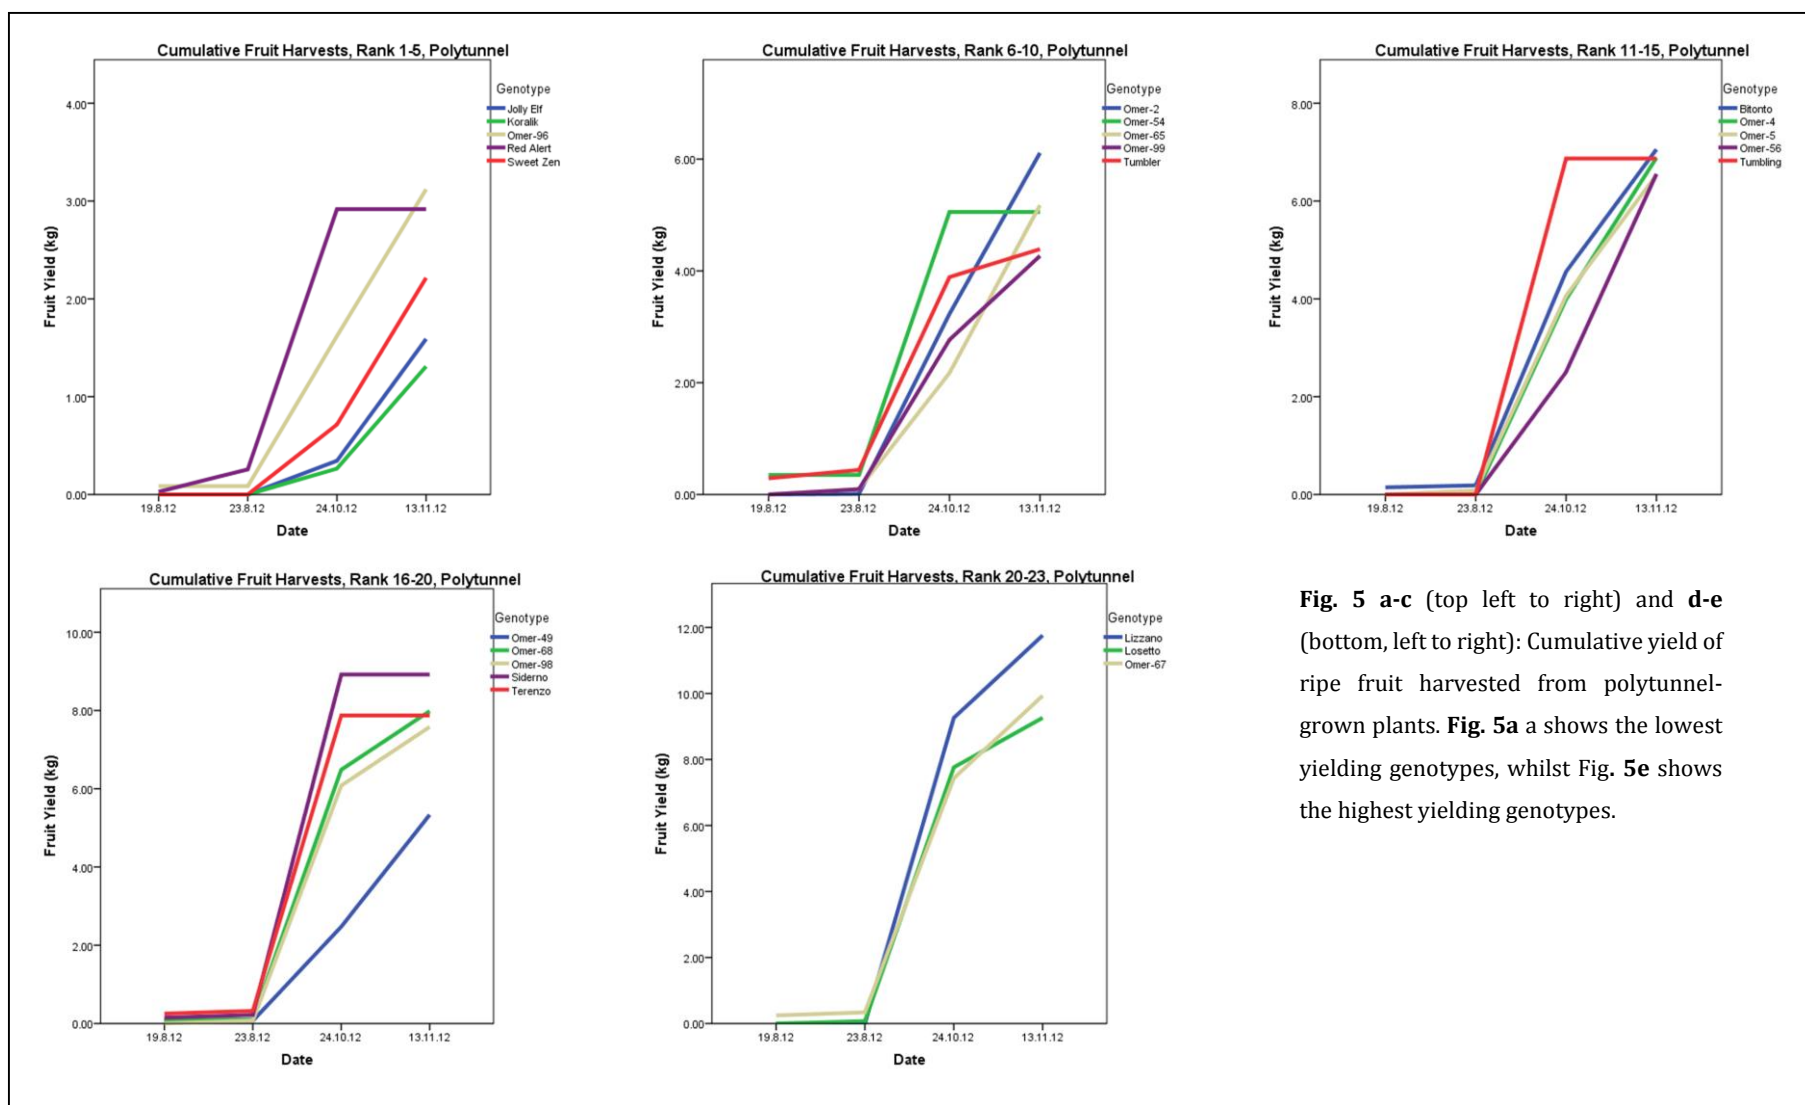 Cumulative Fruit Harvests, Rank 1-5, Polytunnel
Genotype
Jolly Elf
Koralik
Omer-96
Red Alert
Sweet Zen
Fruit Yield (kg)
4.00
3.00
2.00
1.00
0.00
19.8.12 23.8.12 24.10.12 13.11.12
Date
Cumulative Fruit Harvests, Rank 6-10, Polytunnel
Genotype
Omer-2
Omer-54
Omer-65
Omer-99
Tumbler
Fruit Yield (kg)
6.00
4.00
2.00
0.00
19.8.12 23.8.12 24.10.12 13.11.12
Date
Cumulative Fruit Harvests, Rank 11-15, Polytunnel
Genotype
Bitonto
Omer-4
Omer-5
Omer-56
Tumbling
Fruit Yield (kg)
8.00
6.00
4.00
2.00
0.00
19.8.12 23.8.12 24.10.12 13.11.12
Date
Cumulative Fruit Harvests, Rank 16-20, Polytunnel
Genotype
Omer-49
Omer-68
Omer-98
Siderno
Terenzo
Fruit Yield (kg)
10.00
8.00
6.00
4.00
2.00
0.00
19.8.12 23.8.12 24.10.12 13.11.12
Date
Cumulative Fruit Harvests, Rank 20-23, Polytunnel
Genotype
Lizzano
Losetto
Omer-67
Fruit Yield (kg)
12.00
10.00
8.00
6.00
4.00
2.00
0.00
19.8.12 23.8.12 24.10.12 13.11.12
Date
Fig. 5 a-c (top left to right) and d-e
(bottom, left to right): Cumulative yield of
ripe fruit harvested from polytunnel-
grown plants. Fig. 5a a shows the lowest
yielding genotypes, whilst Fig. 5e shows
the highest yielding genotypes.